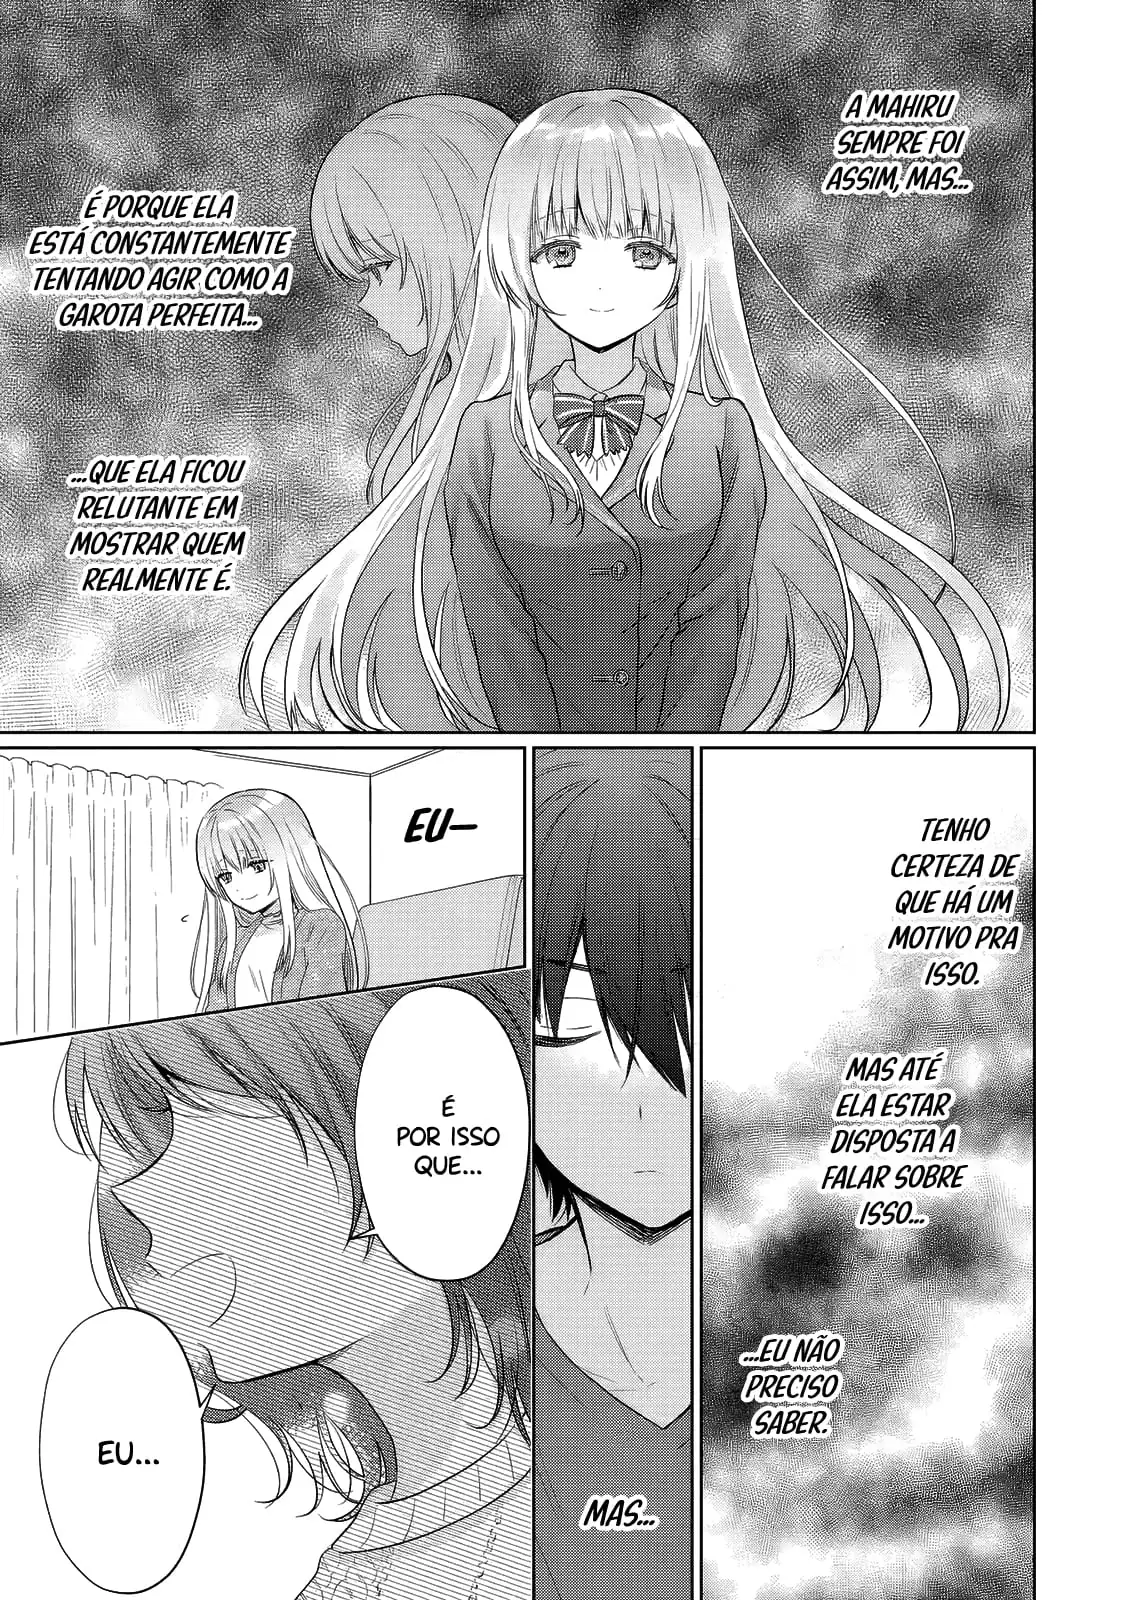 A MAHIRU
SEMPRE FOI
ASSIM, MAS...
É PORQUE ELA
ESTÁ CONSTANTEMENTE
TENTANDO AGIR COMO A
GAROTA PERFEITA...
...QUE ELA FICOU
RELUTANTE EM
MOSTRAR QUEM
REALMENTE É.
TENHO
CERTEZA DE
QUE HÁ UM
MOTIVO PRA
ISSO.
MAS ATÉ
ELA ESTAR
DISPOSTA A
FALAR SOBRE
ISSO...
...EU NÃO
PRECISO
SABER.
MAS...
EU—
É
POR ISSO
QUE...
EU...